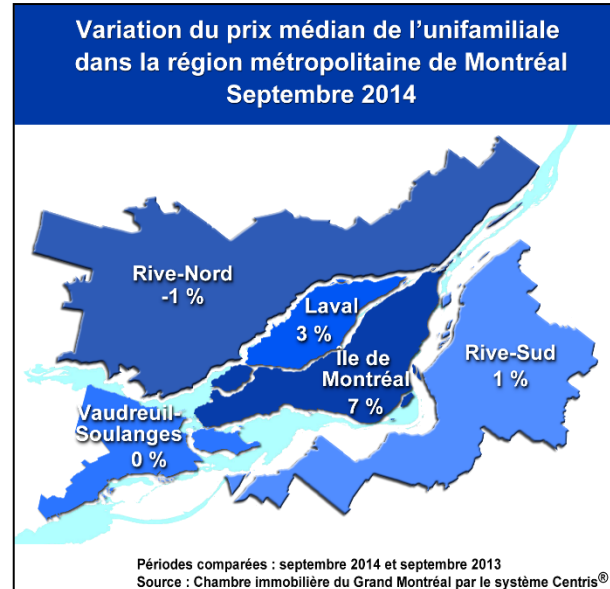 Variation du prix médian de l'unifamiliale
dans la région métropolitaine de Montréal
Septembre 2014
Rive-Nord
-1 %
Laval
3 %
Île de
Montréal
7 %
Rive-Sud
1 %
Vaudreuil-
Soulanges
0 %
Périodes comparées : septembre 2014 et septembre 2013
Source : Chambre immobilière du Grand Montréal par le système Centris®